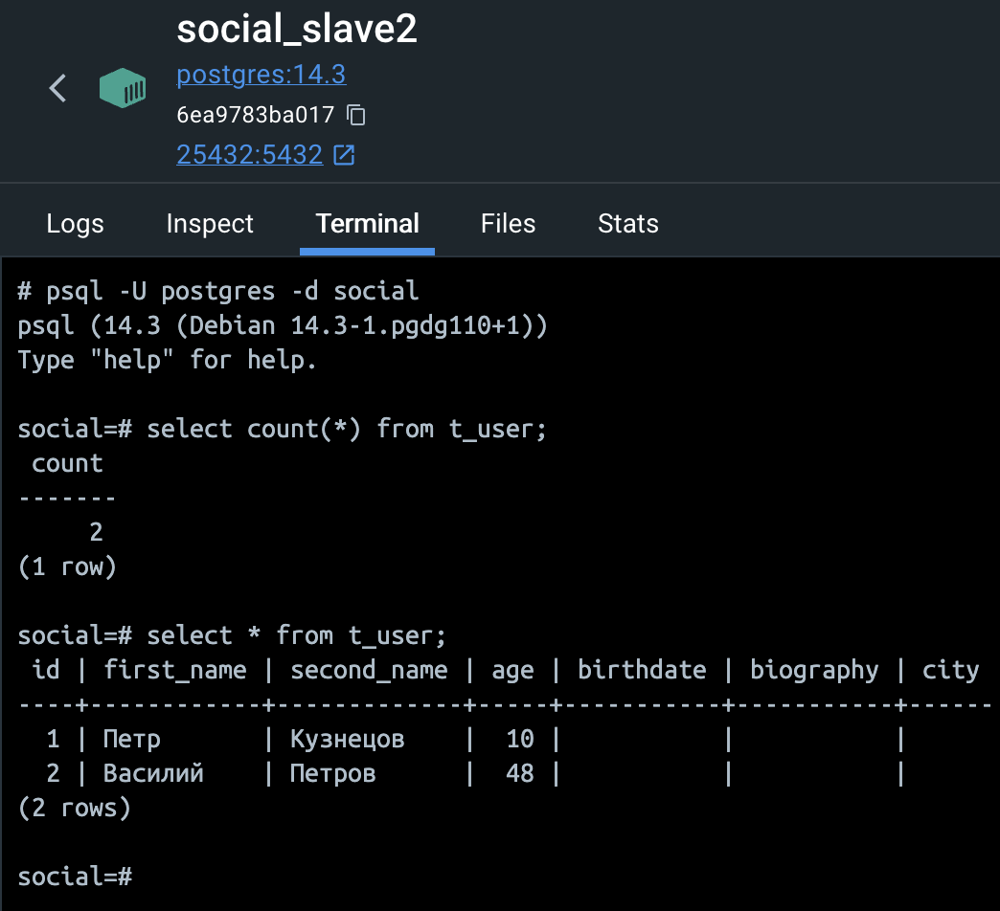 social_slave2
postgres:14.3
6ea9783ba017
25432:5432
Logs Inspect Terminal Files Stats
# psql -U postgres -d social
psql (14.3 (Debian 14.3-1.pgdg110+1))
Type "help" for help.
social=# select count(*) from t_user;
 count
-------
     2
(1 row)
social=# select * from t_user;
 id | first_name | second_name | age | birthdate | biography | city
----+------------+-------------+-----+-----------+-----------+------
  1 | Петр       | Кузнецов    |  10 |           |           |
  2 | Василий    | Петров      |  48 |           |           |
(2 rows)
social=#